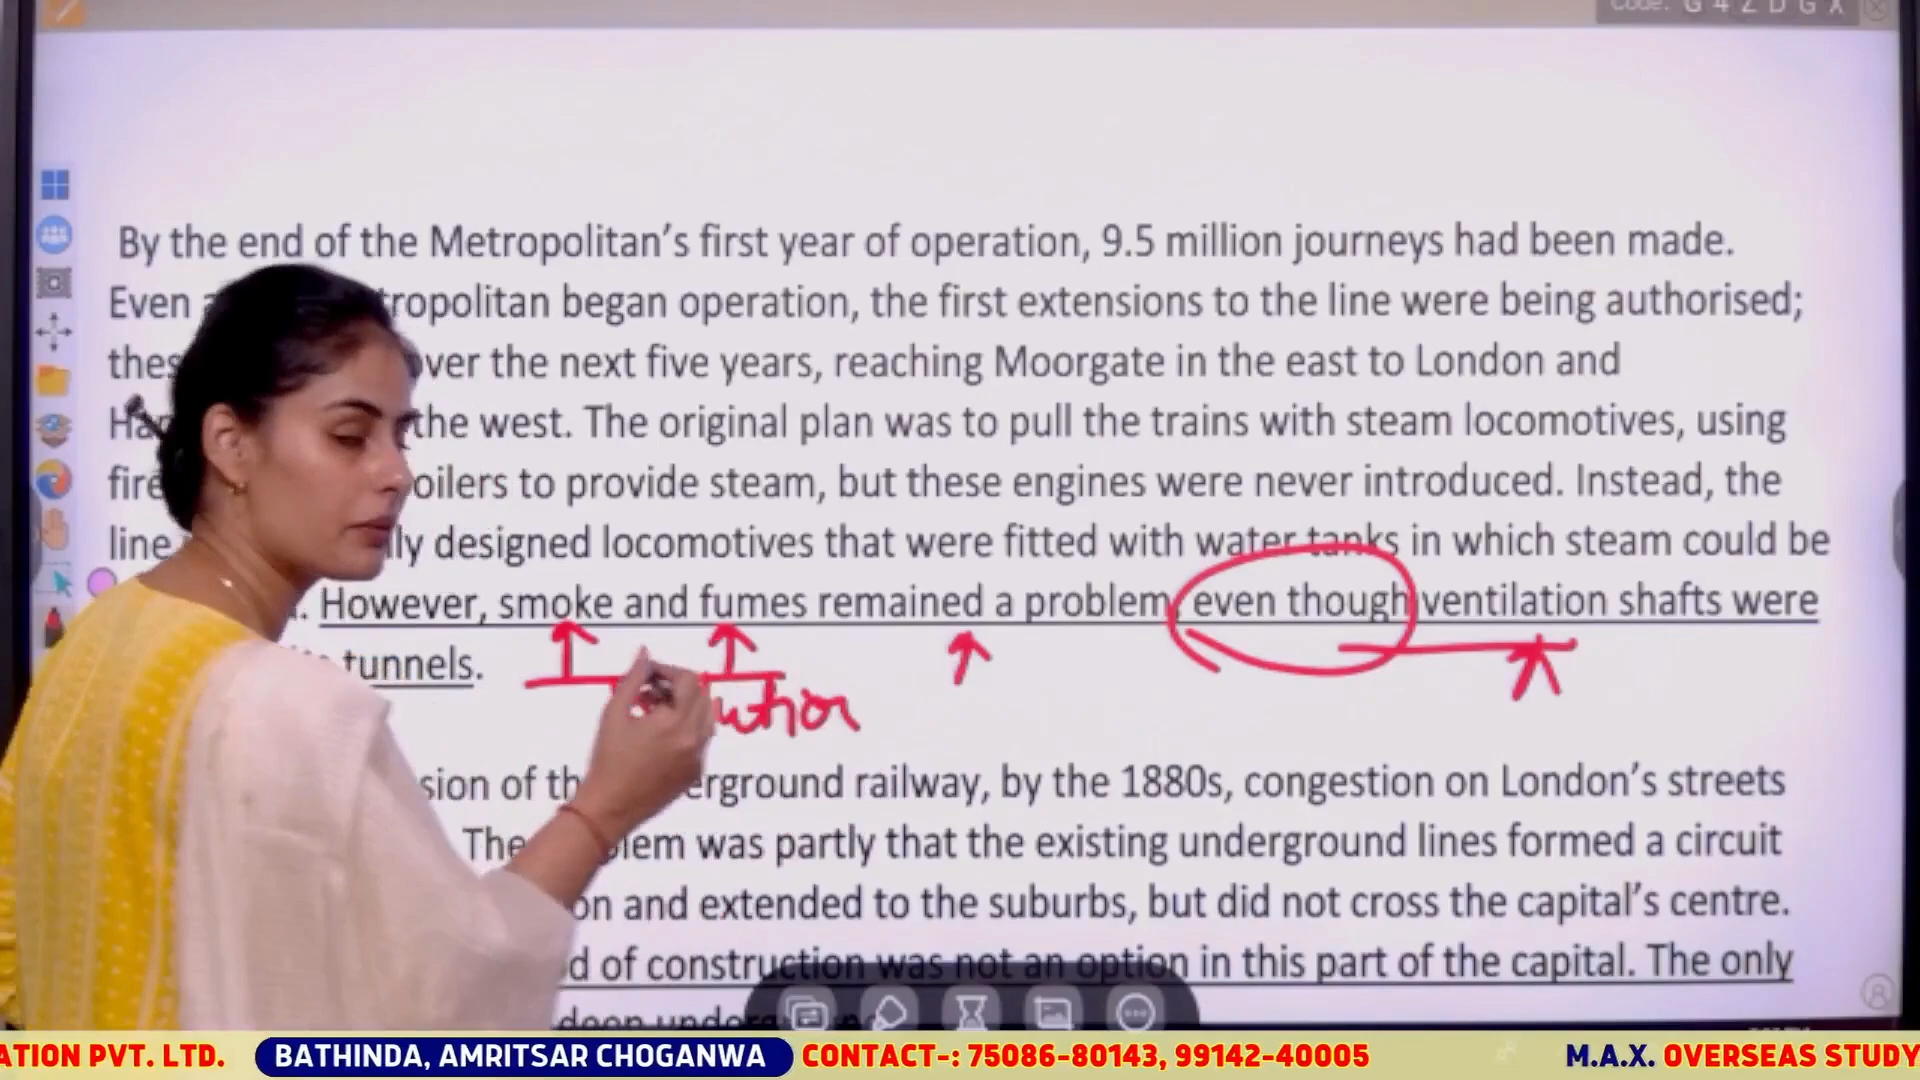 Code: G4ZDGX
By the end of the Metropolitan's first year of operation, 9.5 million journeys had been made.
Even tropolitan began operation, the first extensions to the line were being authorised;
thes over the next five years, reaching Moorgate in the east to London and
the west. The original plan was to pull the trains with steam locomotives, using
fire oilers to provide steam, but these engines were never introduced. Instead, the
line lly designed locomotives that were fitted with water tanks in which steam could be
. However, smoke and fumes remained a problem, even though ventilation shafts were
tunnels.
sion of th erground railway, by the 1880s, congestion on London's streets
The lem was partly that the existing underground lines formed a circuit
on and extended to the suburbs, but did not cross the capital's centre.
d of construction was not an option in this part of the capital. The only
ATION PVT. LTD. BATHINDA, AMRITSAR CHOGANWA CONTACT-: 75086-80143, 99142-40005 M.A.X. OVERSEAS STUDY